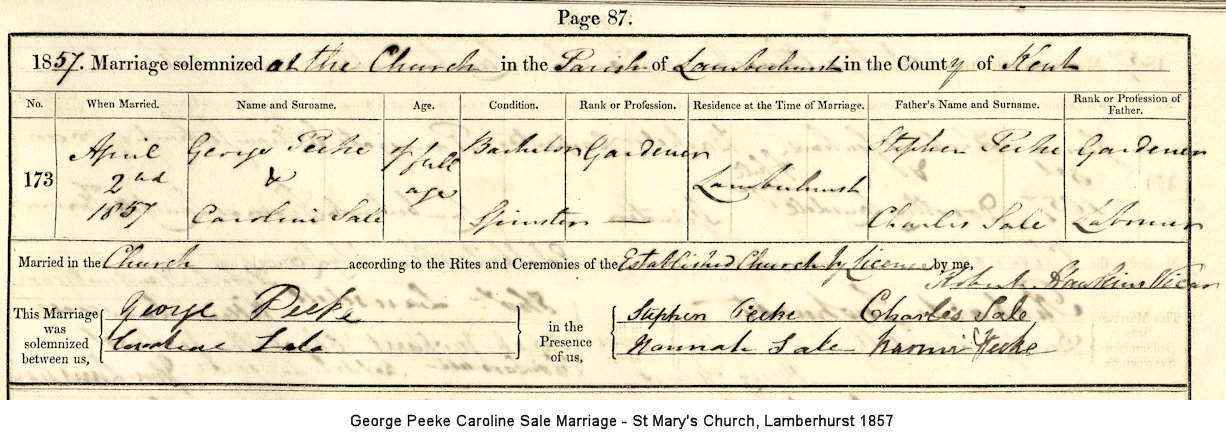 Page 87.
1857. Marriage solemnized at the Church in the Parish of Lamberhurst in the County of Kent
No. When Married. Name and Surname. Age. Condition. Rank or Profession. Residence at the Time of Marriage. Father's Name and Surname. Rank or Profession of Father.
173 April 2nd 1857 George Peeke & Caroline Sale of full age Bachelor Spinster Gardener — Lamberhurst Stephen Peeke Charles Sale Gardener Labourer
Married in the Church according to the Rites and Ceremonies of the Established Church by Licence by me,
Robert Hawkins Vicar
This Marriage was solemnized between us, George Peeke Caroline Sale in the Presence of us, Stephen Peeke Charles Sale Hannah Sale Naomi Peeke
George Peeke Caroline Sale Marriage - St Mary's Church, Lamberhurst 1857